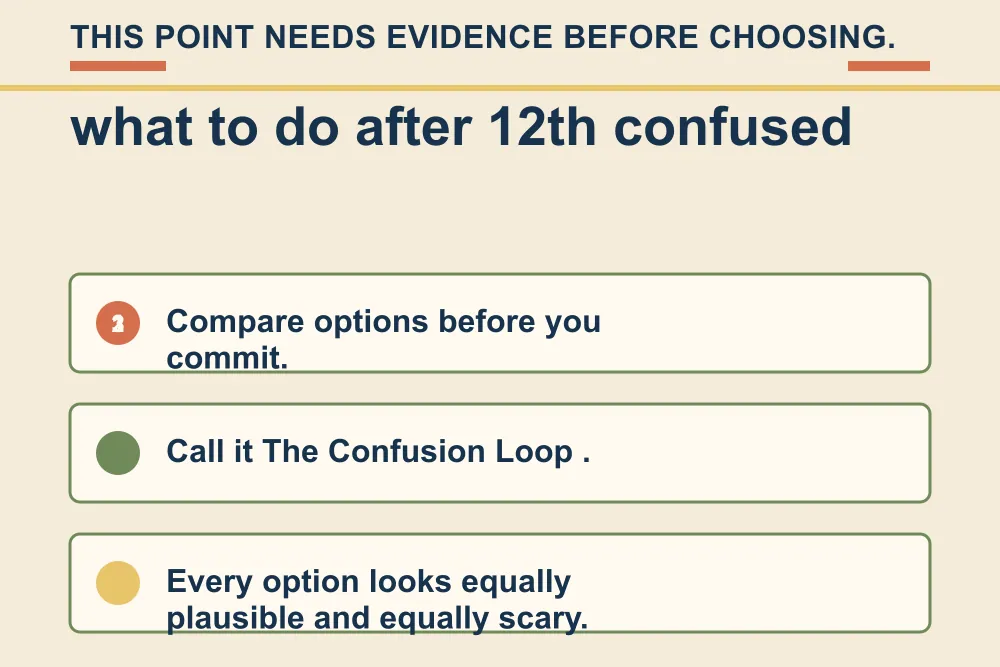 THIS POINT NEEDS EVIDENCE BEFORE CHOOSING.
what to do after 12th confused
Compare options before you
commit.
Call it The Confusion Loop .
Every option looks equally
plausible and equally scary.